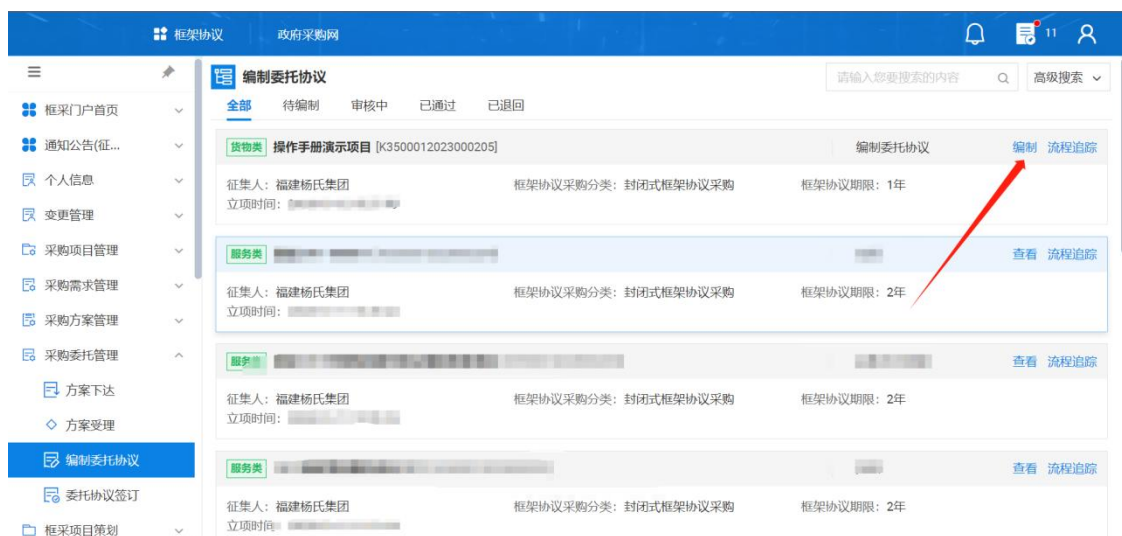 框架协议 政府采购网 11
编制委托协议 请输入您要搜索的内容 高级搜索
全部 待编制 审核中 已通过 已退回
框采门户首页
通知公告(征...
个人信息
变更管理
采购项目管理
采购需求管理
采购方案管理
采购委托管理
方案下达
方案受理
编制委托协议
委托协议签订
框采项目策划
货物类 操作手册演示项目 [K3500012023000205] 编制委托协议 编制 流程追踪
征集人：福建杨氏集团 框架协议采购分类：封闭式框架协议采购 框架协议期限：1年
立项时间：
服务类 查看 流程追踪
征集人：福建杨氏集团 框架协议采购分类：封闭式框架协议采购 框架协议期限：2年
立项时间：
服务 查看 流程追踪
征集人：福建杨氏集团 框架协议采购分类：封闭式框架协议采购 框架协议期限：2年
立项时间：
服务类 查看 流程追踪
征集人：福建杨氏集团 框架协议采购分类：封闭式框架协议采购 框架协议期限：2年
立项时间